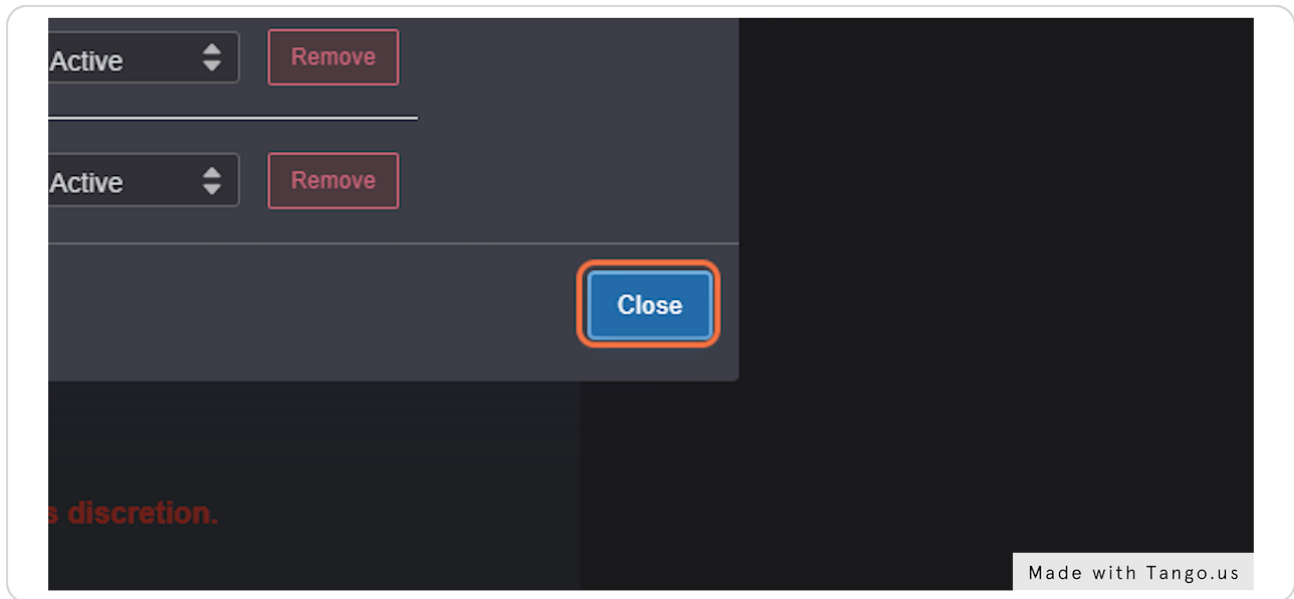 Active Remove
Active Remove
Close
s discretion.
Made with Tango.us